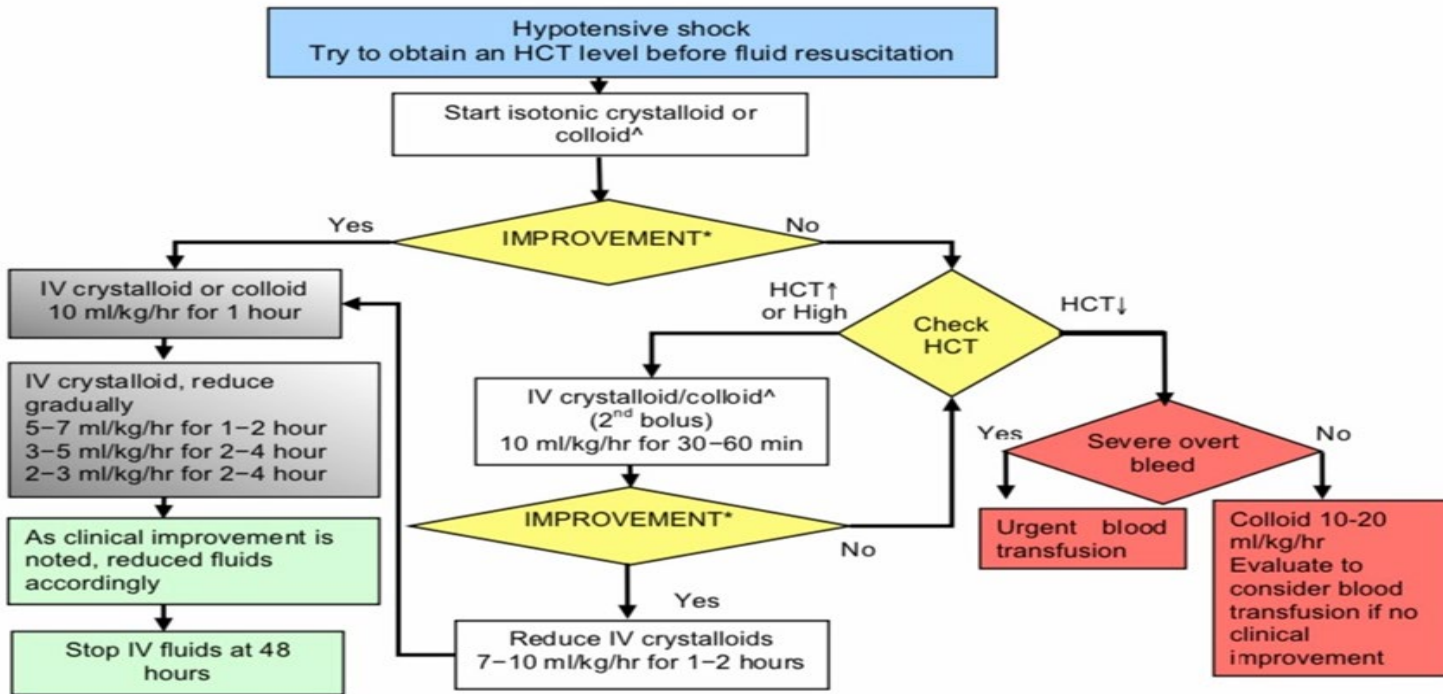 Hypotensive shock
Try to obtain an HCT level before fluid resuscitation
Start isotonic crystalloid or
colloid^
Yes
IMPROVEMENT*
No
IV crystalloid or colloid
10 ml/kg/hr for 1 hour
HCT↑
or High
Check
HCT
HCT↓
IV crystalloid, reduce
gradually
5−7 ml/kg/hr for 1−2 hour
3−5 ml/kg/hr for 2−4 hour
2−3 ml/kg/hr for 2−4 hour
IV crystalloid/colloid^
(2nd bolus)
10 ml/kg/hr for 30−60 min
Yes
Severe overt
bleed
No
IMPROVEMENT*
No
Urgent blood
transfusion
Colloid 10-20
ml/kg/hr
Evaluate to
consider blood
transfusion if no
clinical
improvement
As clinical improvement is
noted, reduced fluids
accordingly
Yes
Reduce IV crystalloids
7−10 ml/kg/hr for 1−2 hours
Stop IV fluids at 48
hours